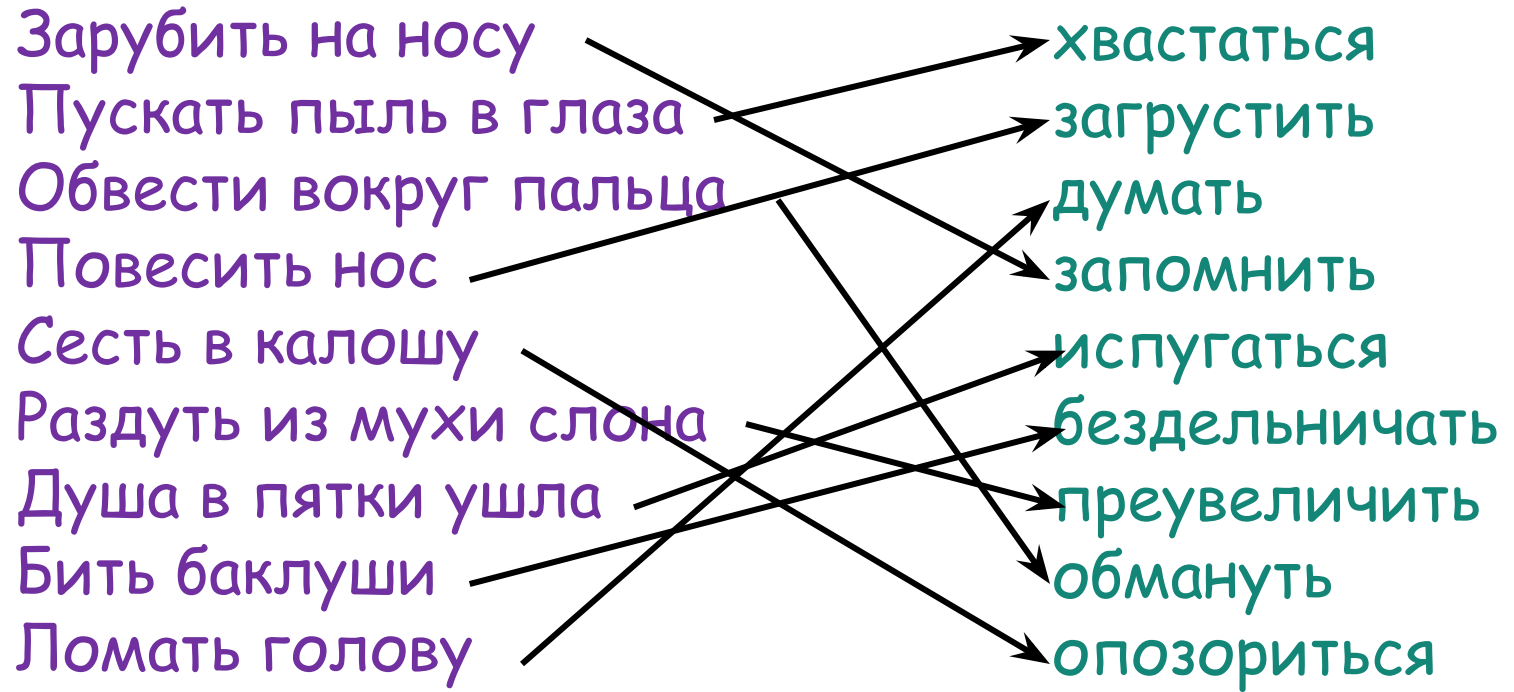 Зарубить на носу
Пускать пыль в глаза
Обвести вокруг пальца
Повесить нос
Сесть в калошу
Раздуть из мухи слона
Душа в пятки ушла
Бить баклуши
Ломать голову
хвастаться
загрустить
думать
запомнить
испугаться
бездельничать
преувеличить
обмануть
опозориться